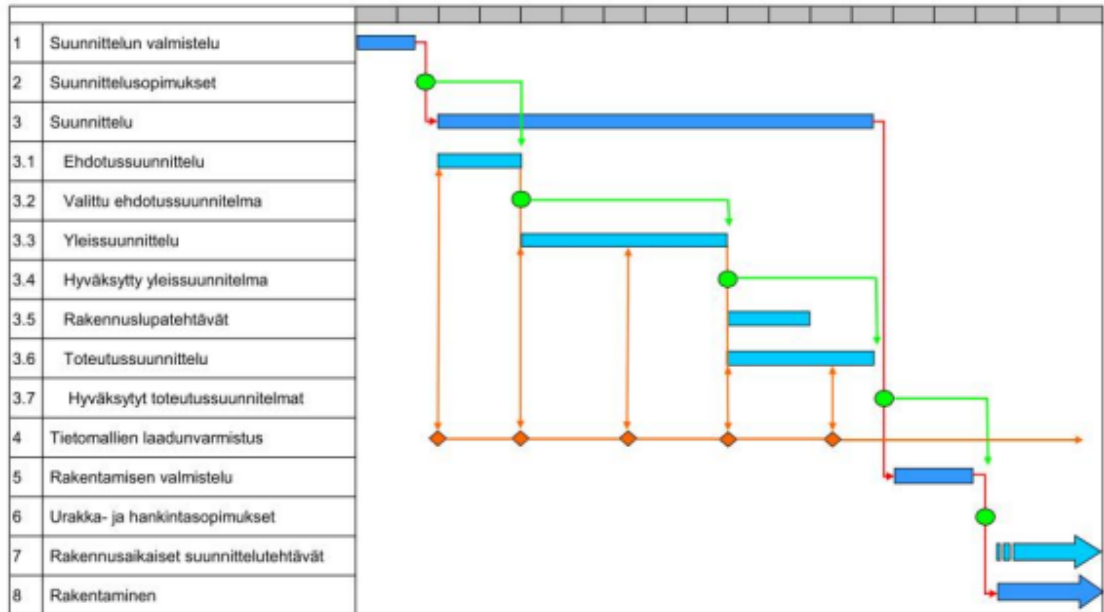 1 Suunnittelun valmistelu
2 Suunnittelusopimukset
3 Suunnittelu
3.1 Ehdotussuunnittelu
3.2 Valittu ehdotussuunnitelma
3.3 Yleissuunnittelu
3.4 Hyväksytty yleissuunnitelma
3.5 Rakennuslupatehtävät
3.6 Toteutussuunnittelu
3.7 Hyväksytyt toteutussuunnitelmat
4 Tietomallien laadunvarmistus
5 Rakentamisen valmistelu
6 Urakka- ja hankintasopimukset
7 Rakennusaikaiset suunnittelutehtävät
8 Rakentaminen